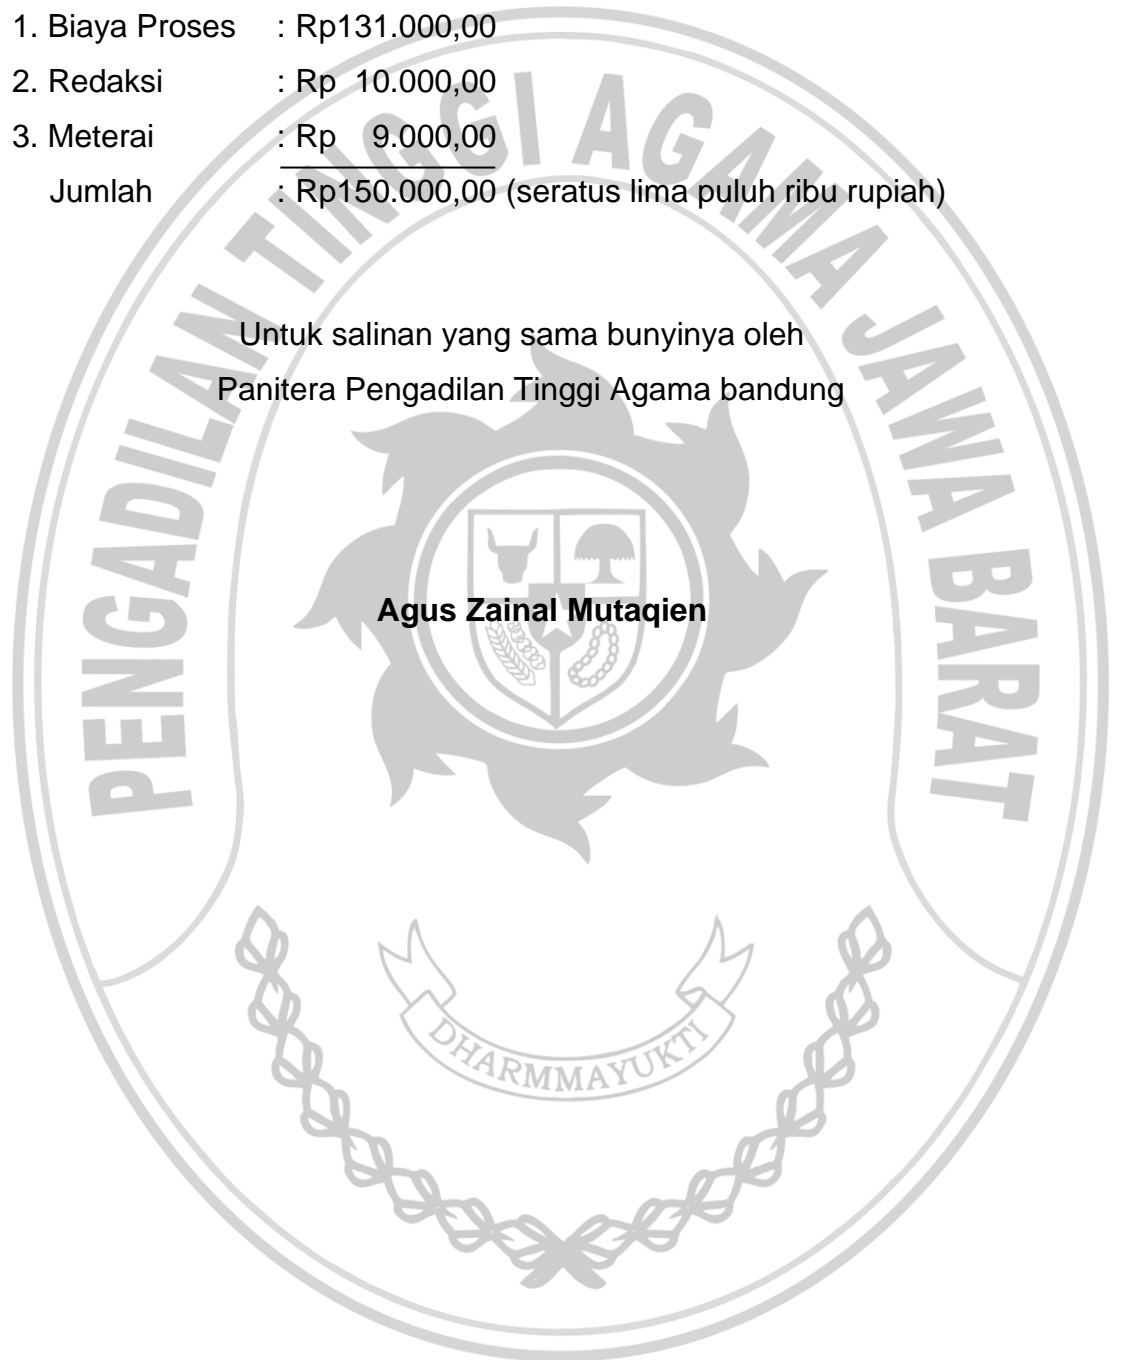 1. Biaya Proses : Rp131.000,00
2. Redaksi : Rp 10.000,00
3. Meterai : Rp 9.000,00
Jumlah : Rp150.000,00 (seratus lima puluh ribu rupiah)
Untuk salinan yang sama bunyinya oleh
Panitera Pengadilan Tinggi Agama bandung
Agus Zainal Mutaqien
PENGADILAN TINGGI AGAMA JAWA BARAT
DHARMMAYUKTI